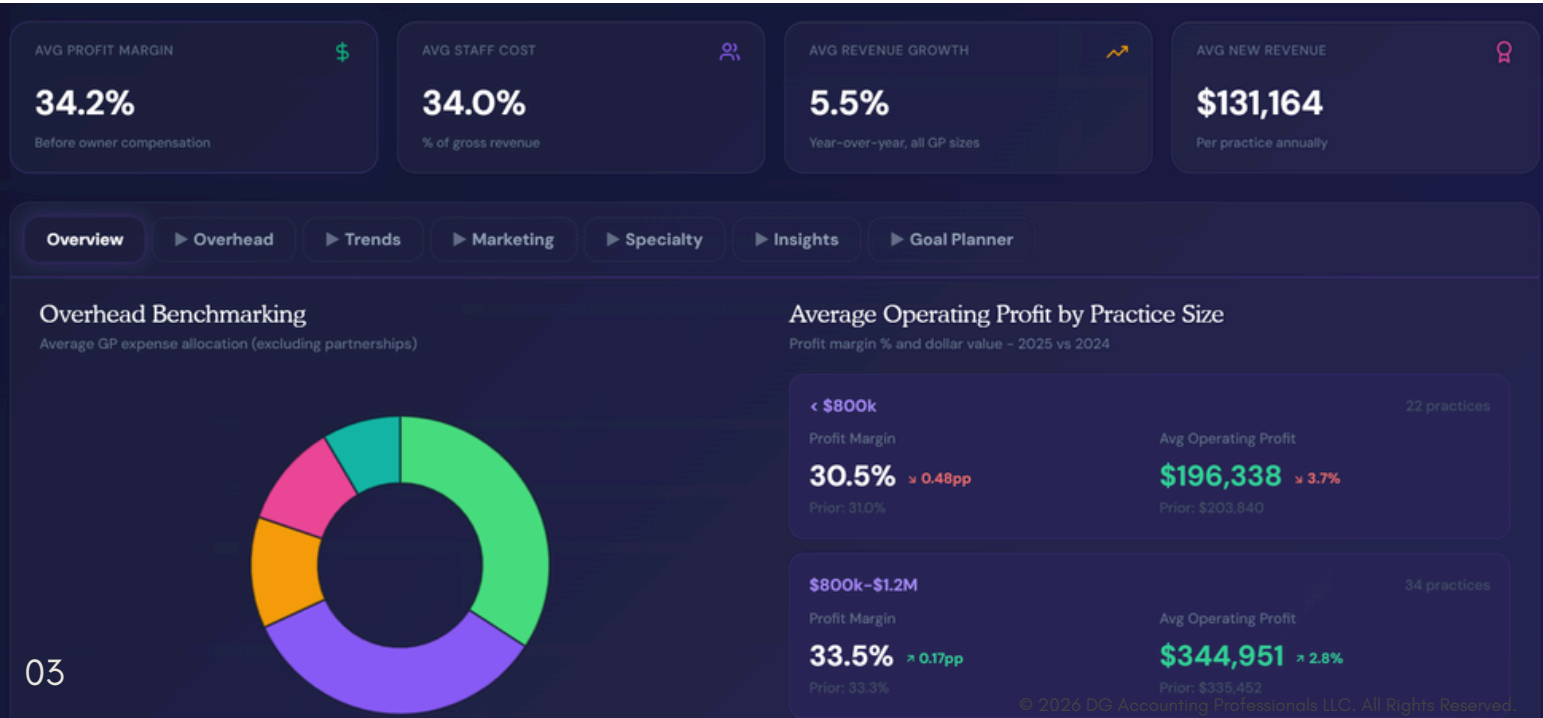 AVG PROFIT MARGIN
34.2%
Before owner compensation
AVG STAFF COST
34.0%
% of gross revenue
AVG REVENUE GROWTH
5.5%
Year-over-year, all GP sizes
AVG NEW REVENUE
$131,164
Per practice annually
Overview
▶ Overhead
▶ Trends
▶ Marketing
▶ Specialty
▶ Insights
▶ Goal Planner
Overhead Benchmarking
Average GP expense allocation (excluding partnerships)
Average Operating Profit by Practice Size
Profit margin % and dollar value - 2025 vs 2024
< $800k
22 practices
Profit Margin
30.5% ↘ 0.48pp
Prior: 31.0%
Avg Operating Profit
$196,338 ↘ 3.7%
Prior: $203,840
$800k-$1.2M
34 practices
Profit Margin
33.5% ↗ 0.17pp
Prior: 33.3%
Avg Operating Profit
$344,951 ↗ 2.8%
Prior: $335,452
03
© 2026 DG Accounting Professionals LLC. All Rights Reserved.